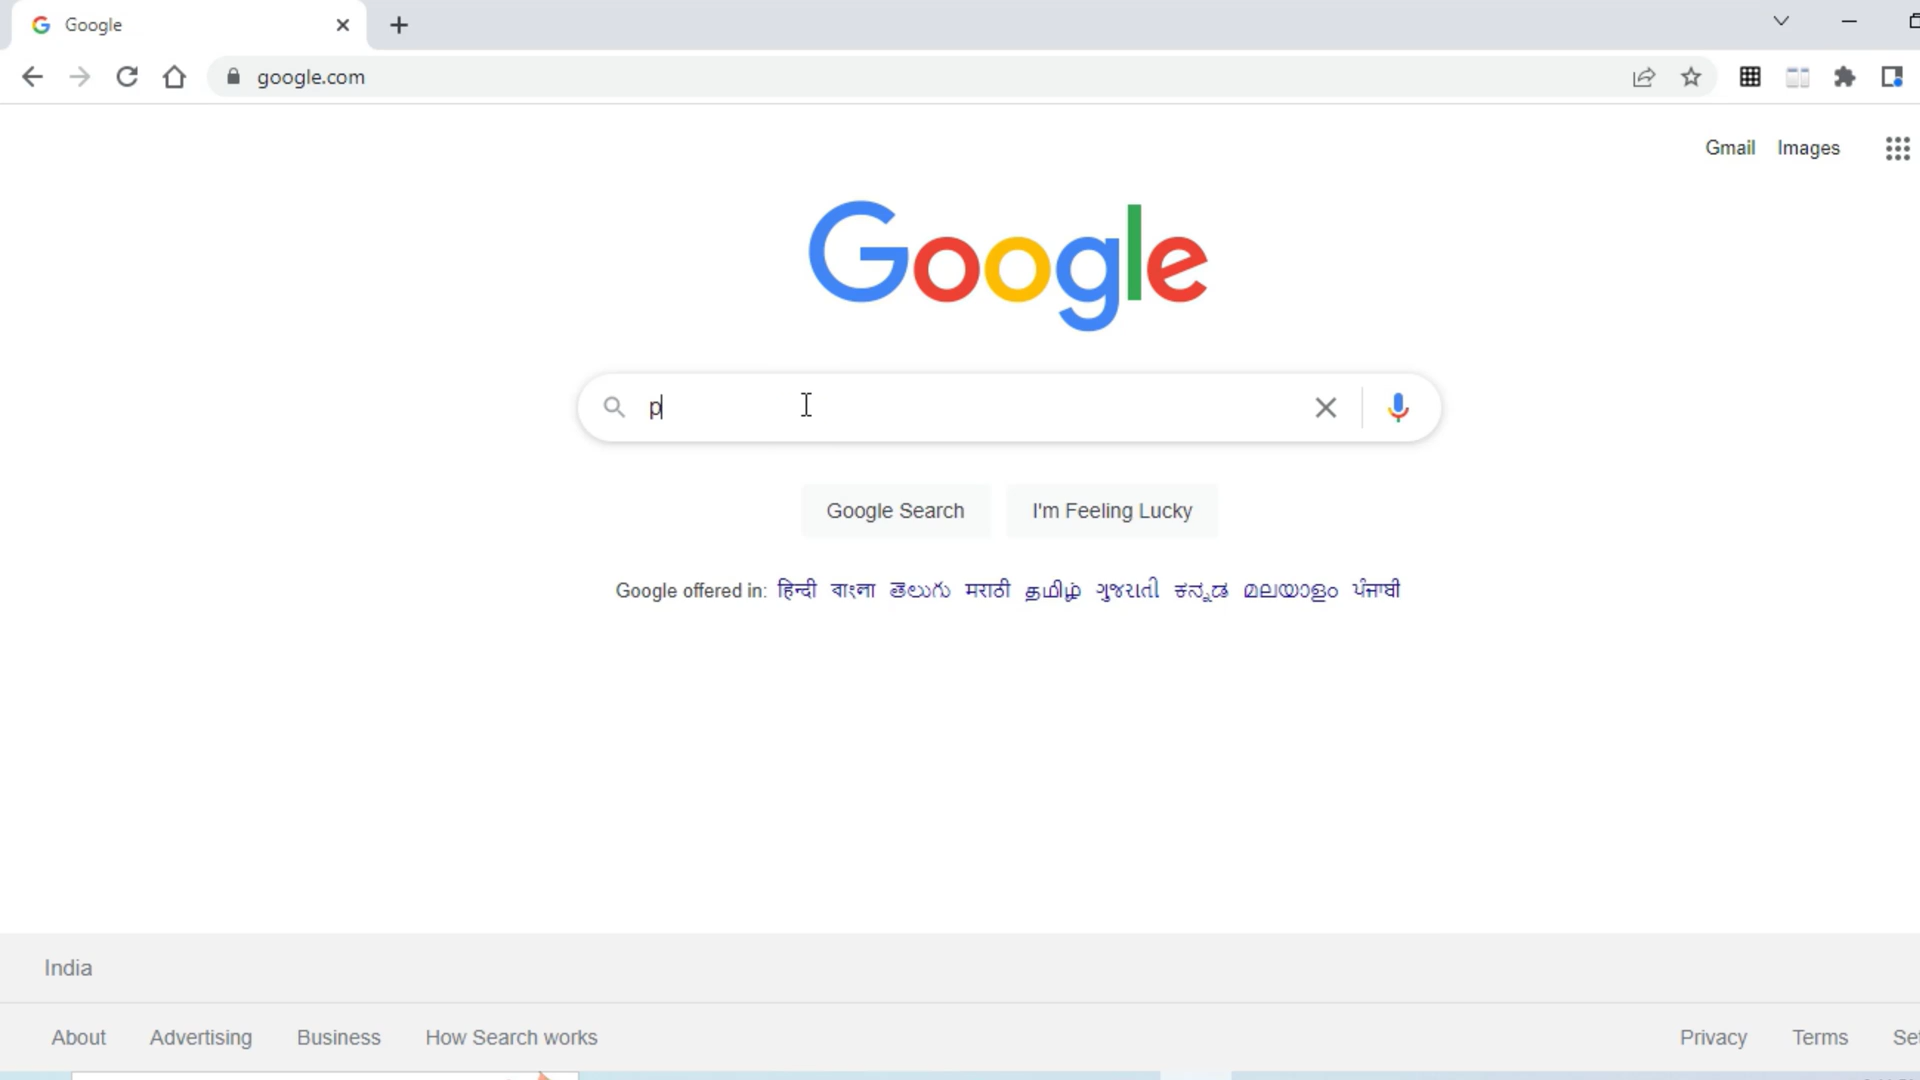 Google
google.com
Gmail Images
Google
p
Google Search I'm Feeling Lucky
Google offered in: हिन्दी বাংলা తెలుగు मराठी தமிழ் ગુજરાતી ಕನ್ನಡ മലയാളം ਪੰਜਾਬੀ
India
About Advertising Business How Search works Privacy Terms